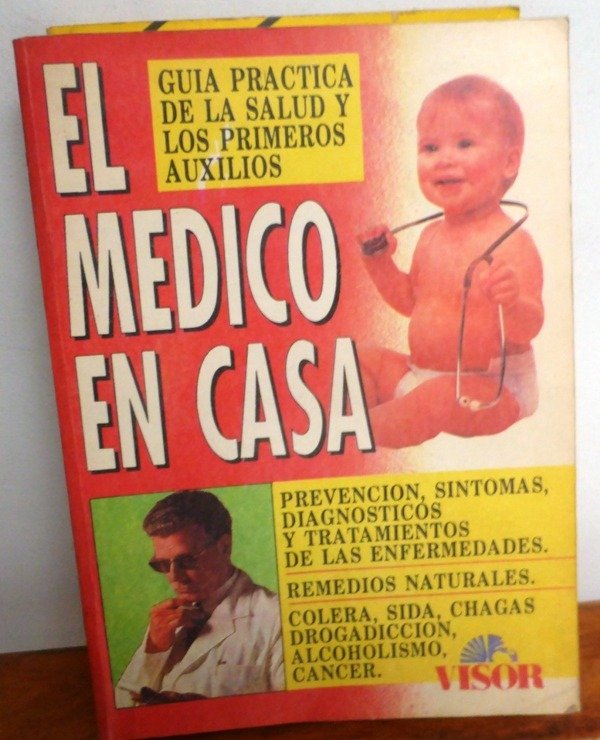 EL
MEDICO
EN CASA
GUIA PRACTICA
DE LA SALUD Y
LOS PRIMEROS
AUXILIOS
PREVENCION, SINTOMAS,
DIAGNOSTICOS
Y TRATAMIENTOS
DE LAS ENFERMEDADES.
REMEDIOS NATURALES.
COLERA, SIDA, CHAGAS
DROGADICCION,
ALCOHOLISMO,
CANCER.
VISOR